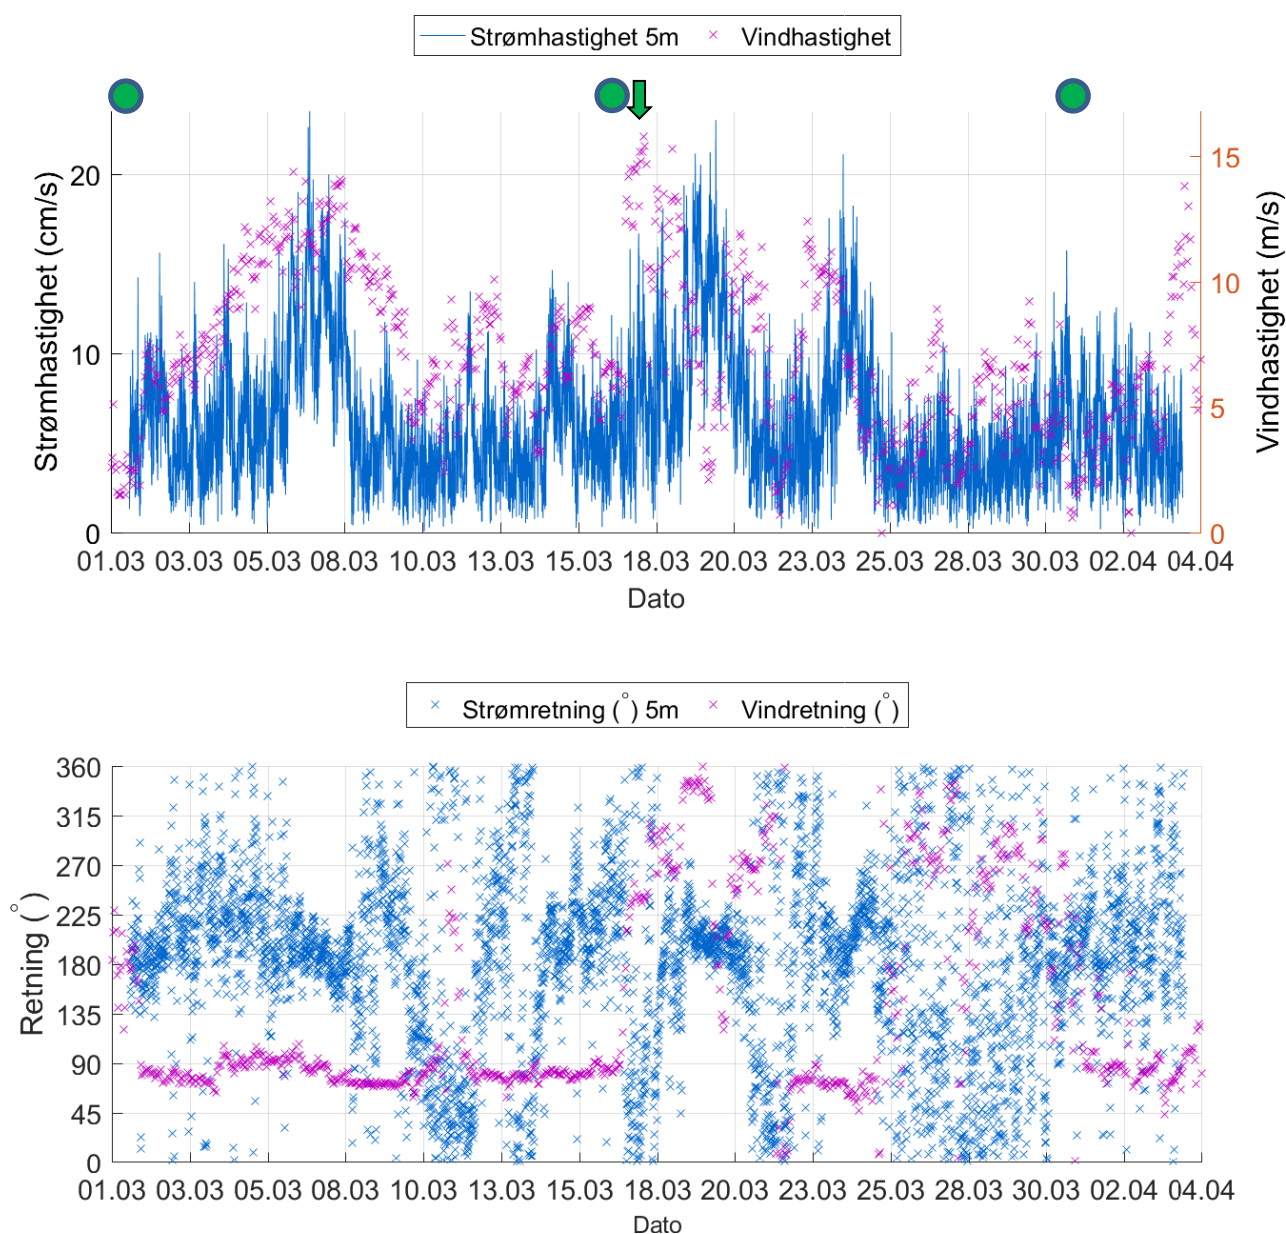 Strømhastighet 5m Vindhastighet
Strømhastighet (cm/s)
20
10
0
Vindhastighet (m/s)
15
10
5
0
01.03 03.03 05.03 08.03 10.03 13.03 15.03 18.03 20.03 23.03 25.03 28.03 30.03 02.04 04.04
Dato
Strømretning (°) 5m Vindretning (°)
Retning (°)
360
315
270
225
180
135
90
45
0
01.03 03.03 05.03 08.03 10.03 13.03 15.03 18.03 20.03 23.03 25.03 28.03 30.03 02.04 04.04
Dato